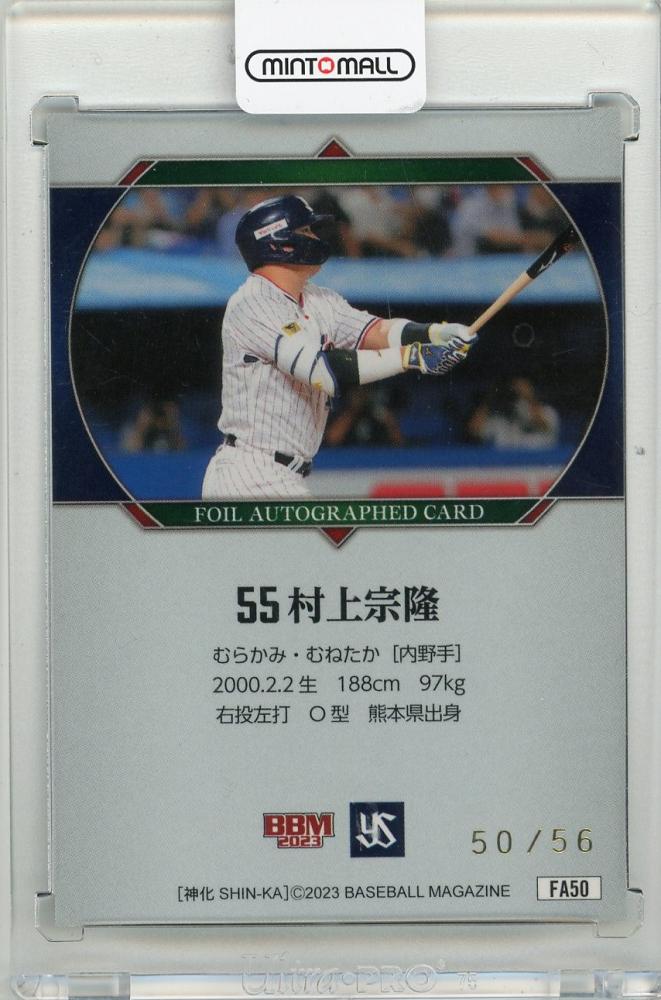 MINTMALL
FOIL AUTOGRAPHED CARD
55 村上宗隆
むらかみ・むねたか [内野手]
2000.2.2生 188cm 97kg
右投左打 O型 熊本県出身
BBM
2023
YS
50/56
[神化 SHIN-KA]©2023 BASEBALL MAGAZINE
FA50
Ultra·PRO